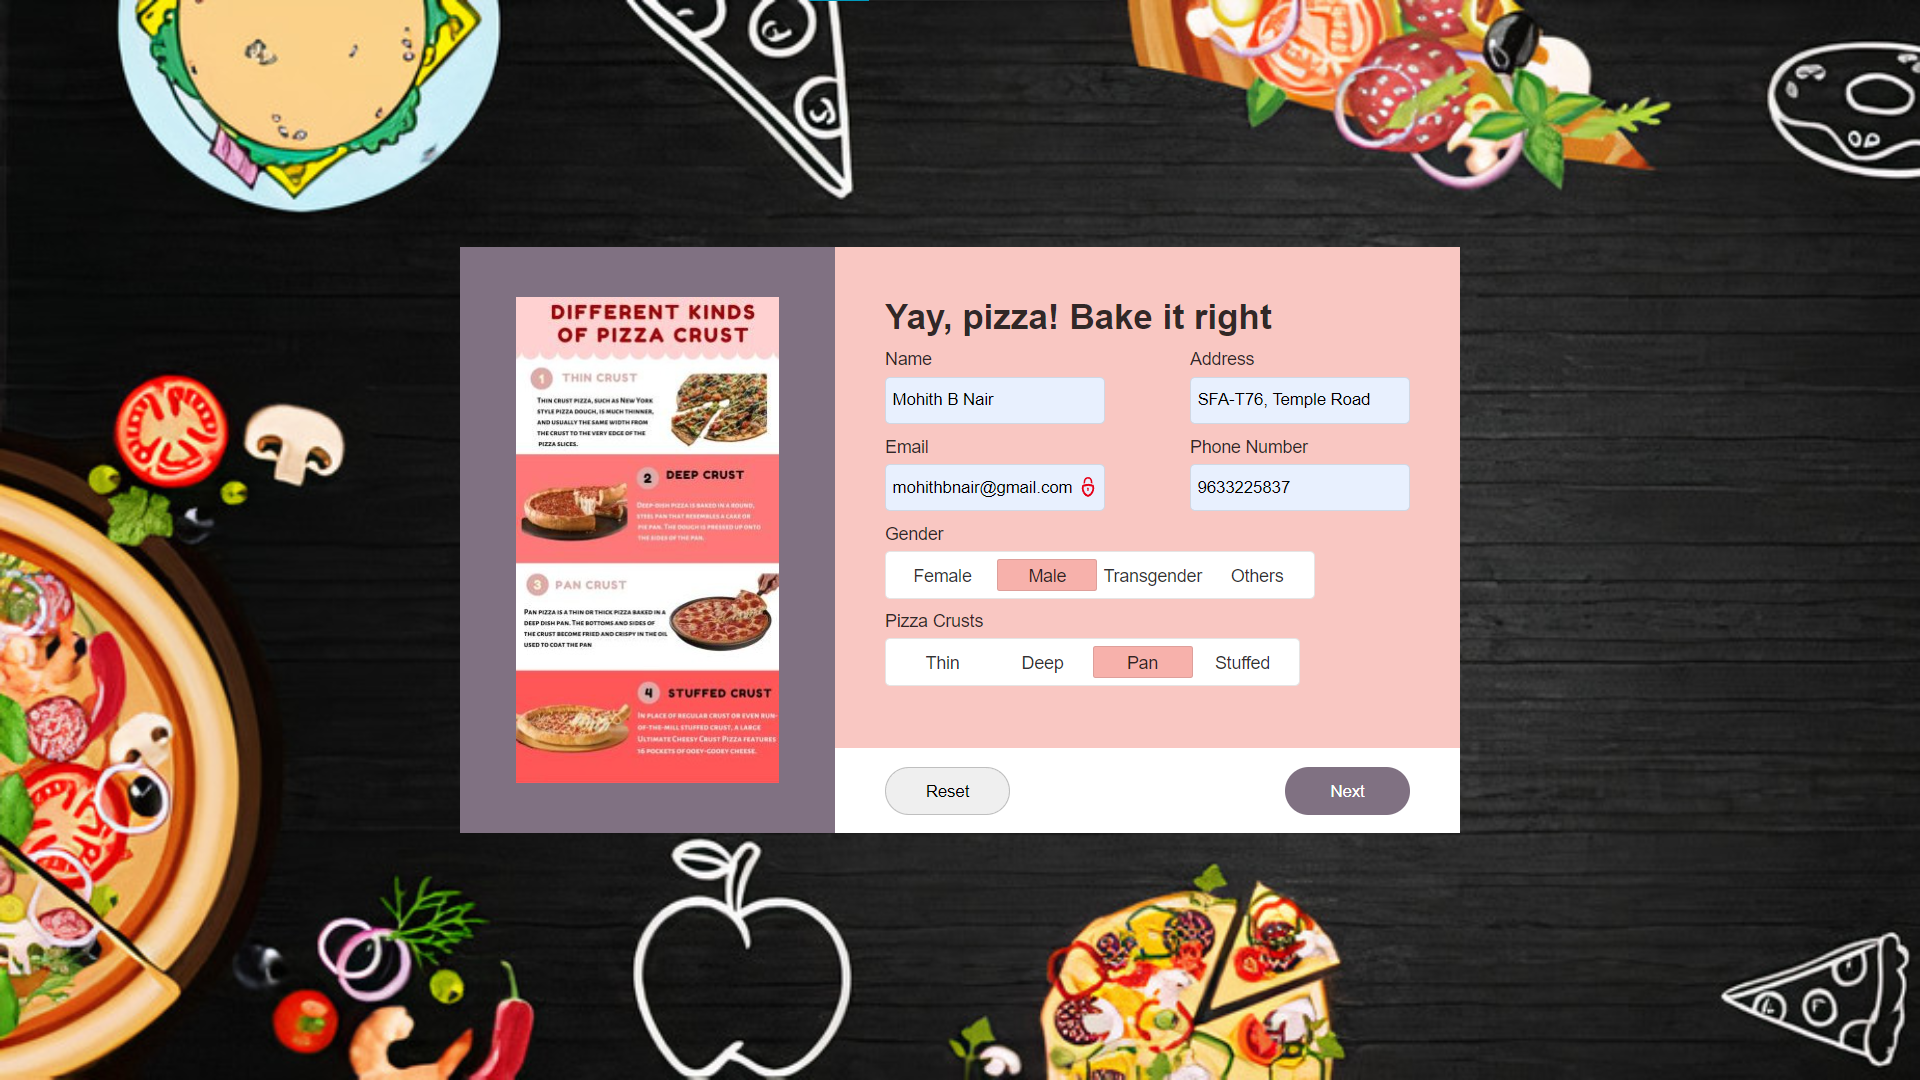 DIFFERENT KINDS
OF PIZZA CRUST
1 THIN CRUST
THIN CRUST PIZZA, SUCH AS NEW YORK
STYLE PIZZA DOUGH, IS MUCH THINNER,
AND USUALLY THE SAME WIDTH FROM
THE CRUST TO THE VERY EDGE OF THE
PIZZA SLICES.
2 DEEP CRUST
DEEP-DISH PIZZA IS BAKED IN A ROUND,
STEEL PAN THAT RESEMBLES A CAKE OR
PIE PAN. THE DOUGH IS PRESSED UP ONTO
THE SIDES OF THE PAN.
3 PAN CRUST
PAN PIZZA IS A THIN OR THICK PIZZA BAKED IN A
DEEP DISH PAN. THE BOTTOMS AND SIDES OF
THE CRUST BECOME FRIED AND CRISPY IN THE OIL
USED TO COAT THE PAN
4 STUFFED CRUST
IN PLACE OF REGULAR CRUST OR EVEN RUN-
OF-THE-MILL STUFFED CRUST, A LARGE
ULTIMATE CHEESY CRUST PIZZA FEATURES
16 POCKETS OF OOEY-GOOEY CHEESE.
Yay, pizza! Bake it right
Name Address
Mohith B Nair SFA-T76, Temple Road
Email Phone Number
mohithbnair@gmail.com 9633225837
Gender
Female Male Transgender Others
Pizza Crusts
Thin Deep Pan Stuffed
Reset Next